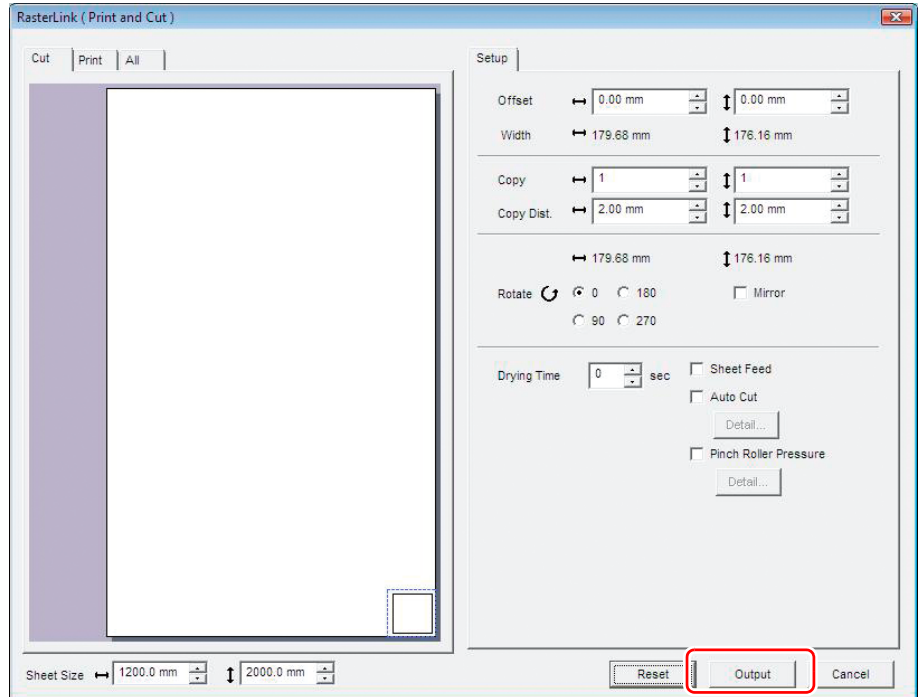 RasterLink ( Print and Cut )
Cut Print All
Setup
Offset 0.00 mm 0.00 mm
Width 179.68 mm 176.16 mm
Copy 1 1
Copy Dist. 2.00 mm 2.00 mm
179.68 mm 176.16 mm
Rotate 0 180 Mirror
90 270
Drying Time 0 sec Sheet Feed
Auto Cut
Detail...
Pinch Roller Pressure
Detail...
Sheet Size 1200.0 mm 2000.0 mm Reset Output Cancel